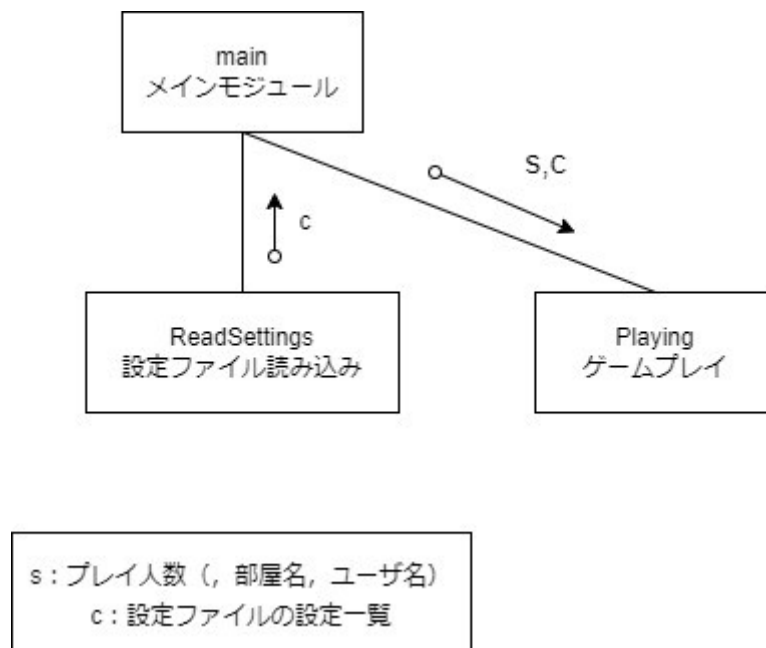 main
メインモジュール
S,C
c
ReadSettings
設定ファイル読み込み
Playing
ゲームプレイ
s：プレイ人数（, 部屋名, ユーザ名）
c：設定ファイルの設定一覧